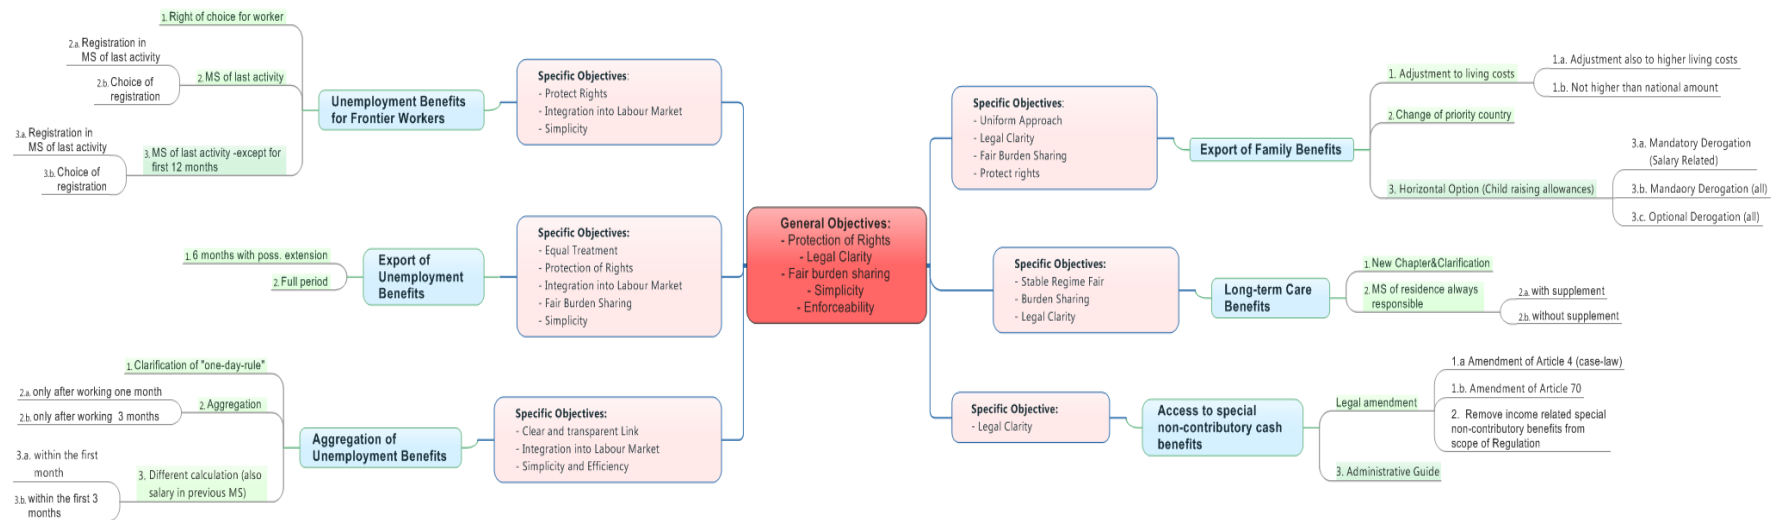 1. Right of choice for worker
2.a. Registration in
MS of last activity
2.b. Choice of
registration
2. MS of last activity
3.a. Registration in
MS of last activity
3.b. Choice of
registration
3. MS of last activity -except for
first 12 months
Unemployment Benefits
for Frontier Workers
Specific Objectives:
- Protect Rights
- Integration into Labour Market
- Simplicity
1. 6 months with poss. extension
2. Full period
Export of
Unemployment
Benefits
Specific Objectives:
- Equal Treatment
- Protection of Rights
- Integration into Labour Market
- Fair Burden Sharing
- Simplicity
1. Clarification of "one-day-rule"
2.a. only after working one month
2.b. only after working 3 months
2. Aggregation
3.a. within the first
month
3.b. within the first 3
months
3. Different calculation (also
salary in previous MS)
Aggregation of
Unemployment Benefits
Specific Objectives:
- Clear and transparent Link
- Integration into Labour Market
- Simplicity and Efficiency
General Objectives:
- Protection of Rights
- Legal Clarity
- Fair burden sharing
- Simplicity
- Enforceability
Specific Objectives:
- Uniform Approach
- Legal Clarity
- Fair Burden Sharing
- Protect rights
Export of Family Benefits
1. Adjustment to living costs
1.a. Adjustment also to higher living costs
1.b. Not higher than national amount
2. Change of priority country
3. Horizontal Option (Child raising allowances)
3.a. Mandatory Derogation
(Salary Related)
3.b. Mandaory Derogation (all)
3.c. Optional Derogation (all)
Specific Objectives:
- Stable Regime Fair
- Burden Sharing
- Legal Clarity
Long-term Care
Benefits
1. New Chapter&Clarification
2. MS of residence always
responsible
2.a. with supplement
2.b. without supplement
Specific Objective:
- Legal Clarity
Access to special
non-contributory cash
benefits
Legal amendment
1.a Amendment of Article 4 (case-law)
1.b. Amendment of Article 70
2. Remove income related special
non-contributory benefits from
scope of Regulation
3. Administrative Guide